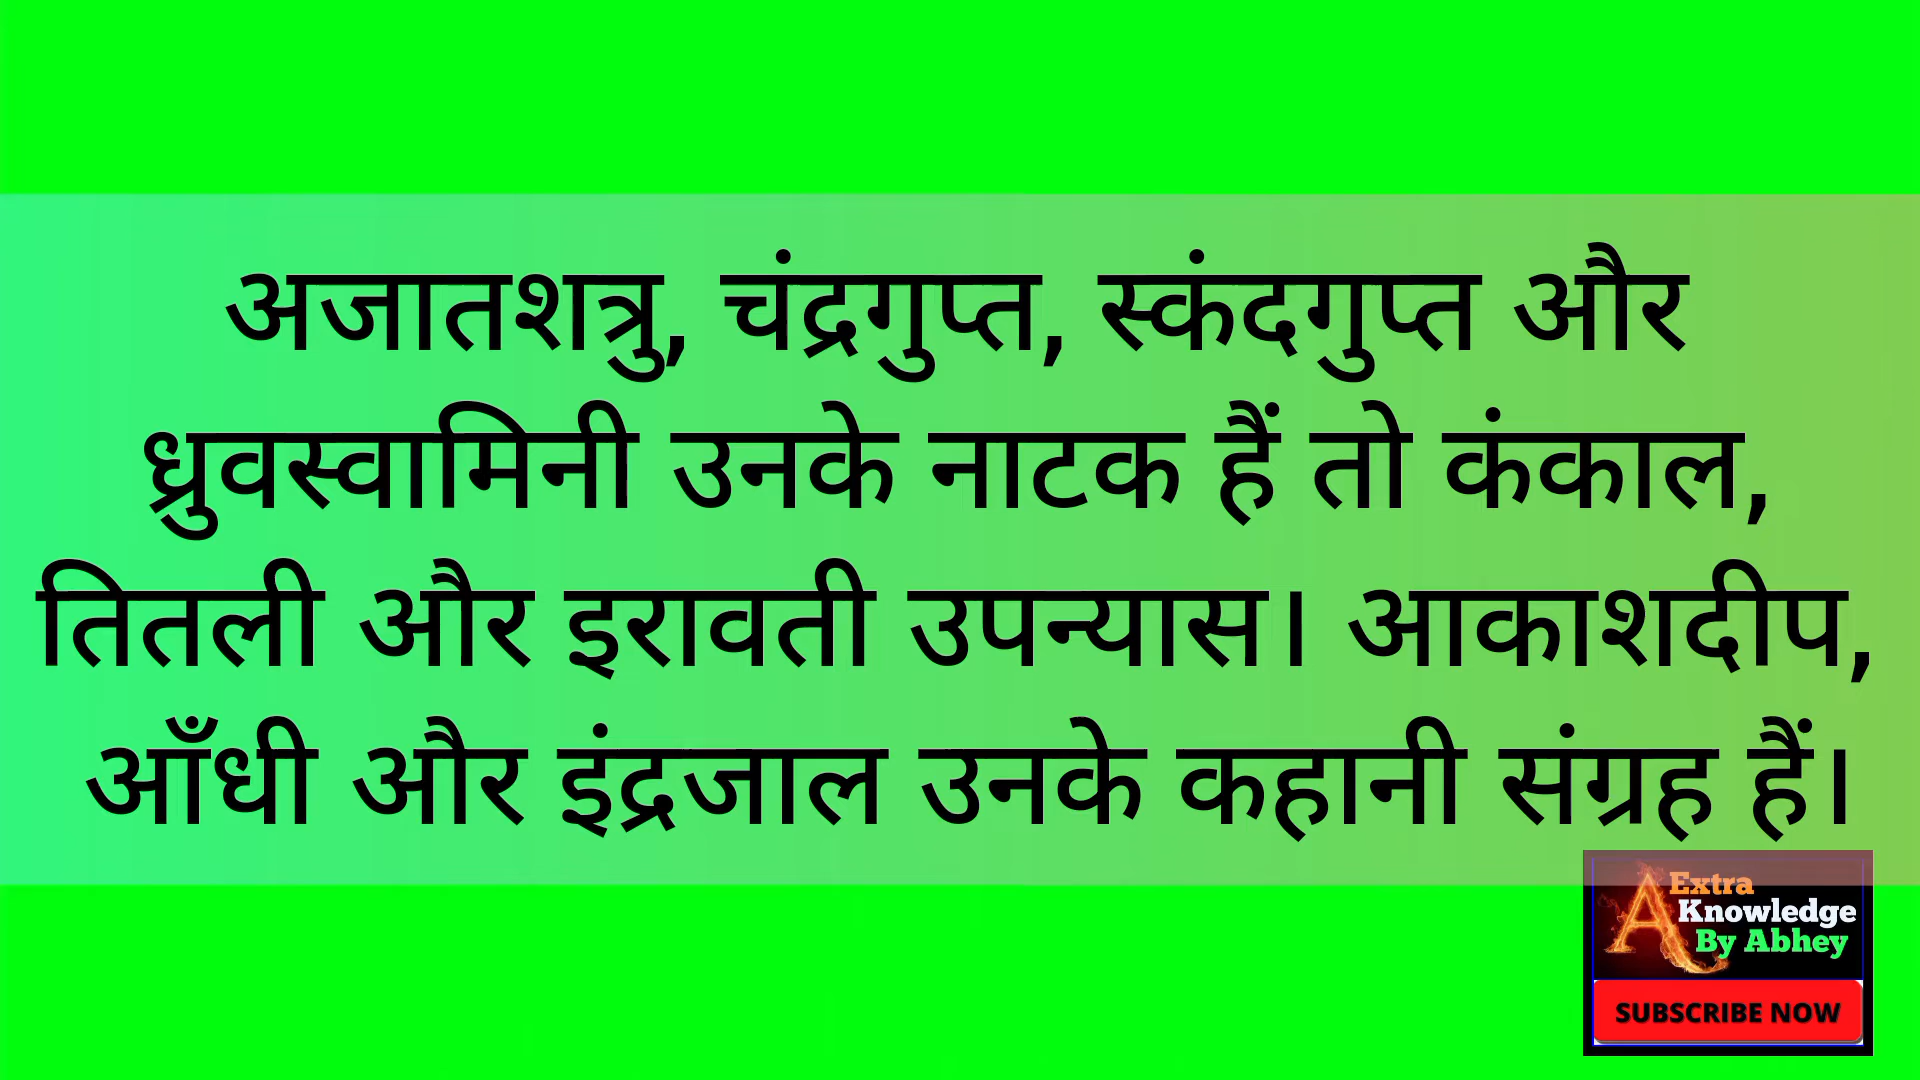 अजातशत्रु, चंद्रगुप्त, स्कंदगुप्त और
ध्रुवस्वामिनी उनके नाटक हैं तो कंकाल,
तितली और इरावती उपन्यास। आकाशदीप,
आँधी और इंद्रजाल उनके कहानी संग्रह हैं।
Extra
Knowledge
By Abhey
SUBSCRIBE NOW